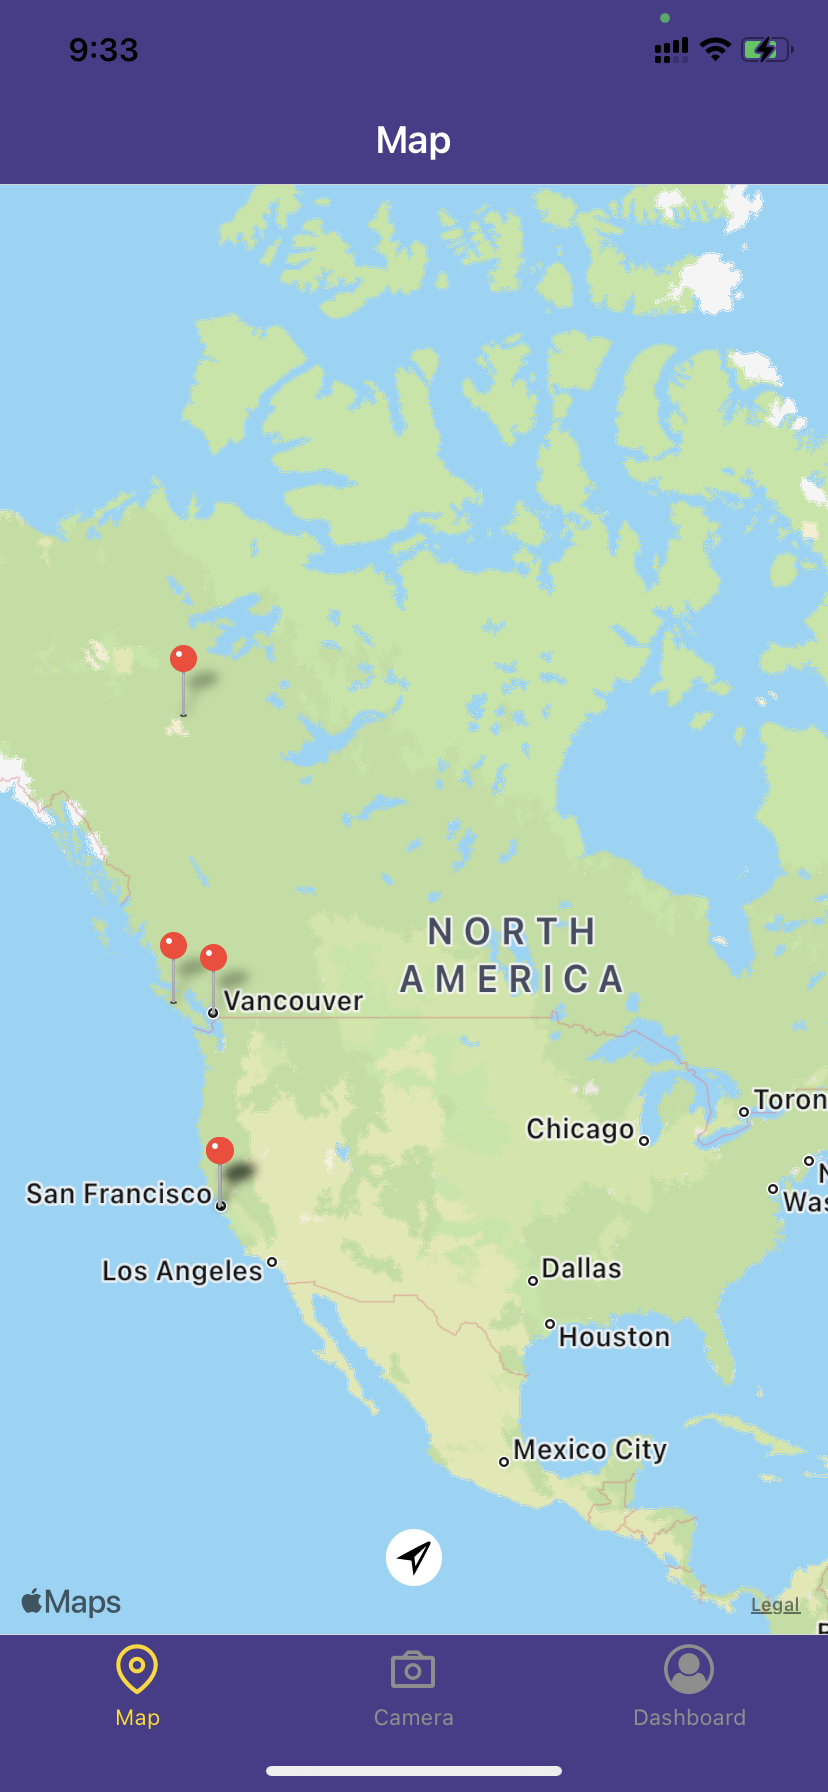 9:33
Map
NORTH
AMERICA
Vancouver
Toron
Chicago
San Francisco
N
Was
Los Angeles
Dallas
Houston
Mexico City
Maps
Legal
Map
Camera
Dashboard